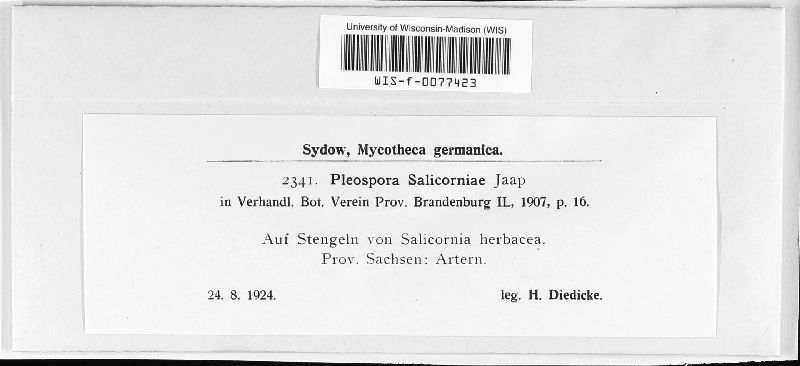 University of Wisconsin-Madison (WIS)
WIS-f-0077423
Sydow, Mycotheca germanica.
2341. Pleospora Salicorniae Jaap
in Verhandl. Bot. Verein Prov. Brandenburg IL, 1907, p. 16.
Auf Stengeln von Salicornia herbacea.
Prov. Sachsen: Artern.
24. 8. 1924. leg. H. Diedicke.